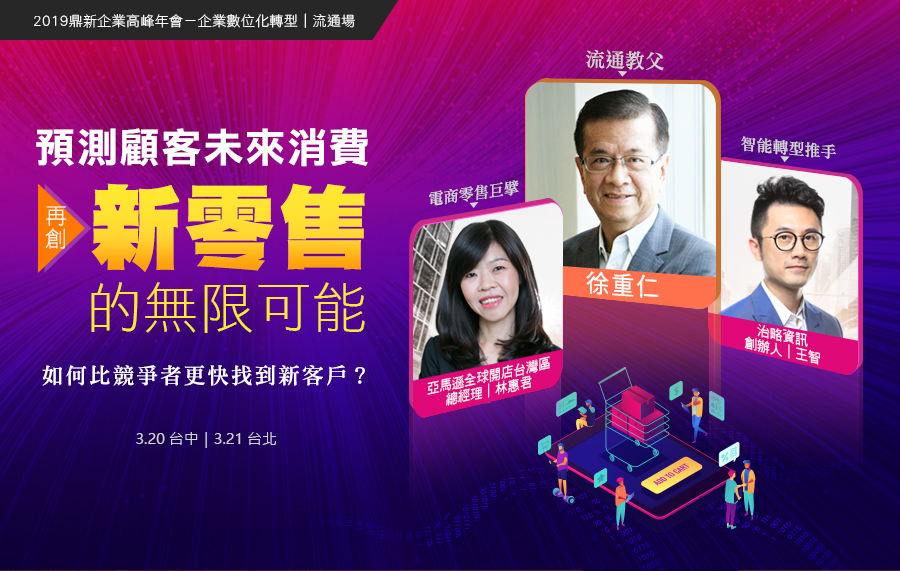 2019鼎新企業高峰年會－企業數位化轉型｜流通場
預測顧客未來消費
再創
新零售
的無限可能
如何比競爭者更快找到新客戶？
3.20 台中 | 3.21 台北
流通教父
徐重仁
電商零售巨擘
亞馬遜全球開店台灣區
總經理｜林惠君
智能轉型推手
治略資訊
創辦人｜王智
ADD TO CART